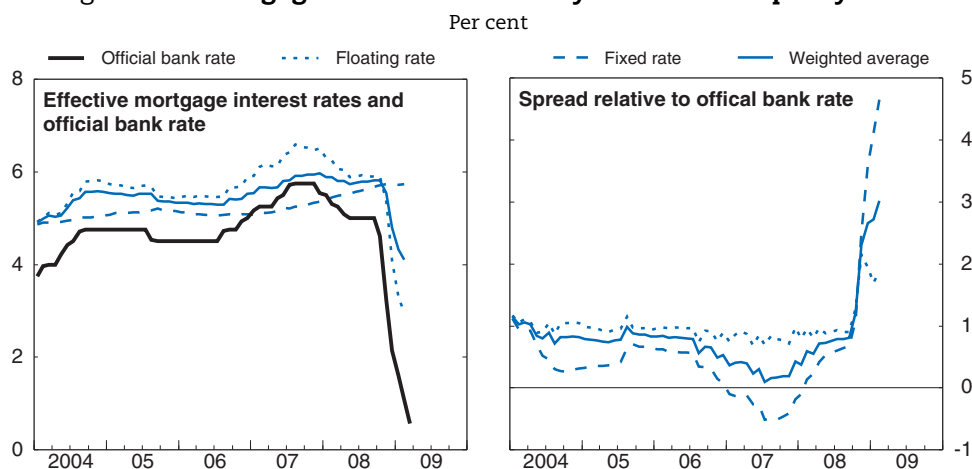 Per cent
Official bank rate Floating rate Fixed rate Weighted average
Effective mortgage interest rates and
official bank rate
Spread relative to offical bank rate
8
6
4
2
0
5
4
3
2
1
0
-1
2004 05 06 07 08 09
2004 05 06 07 08 09